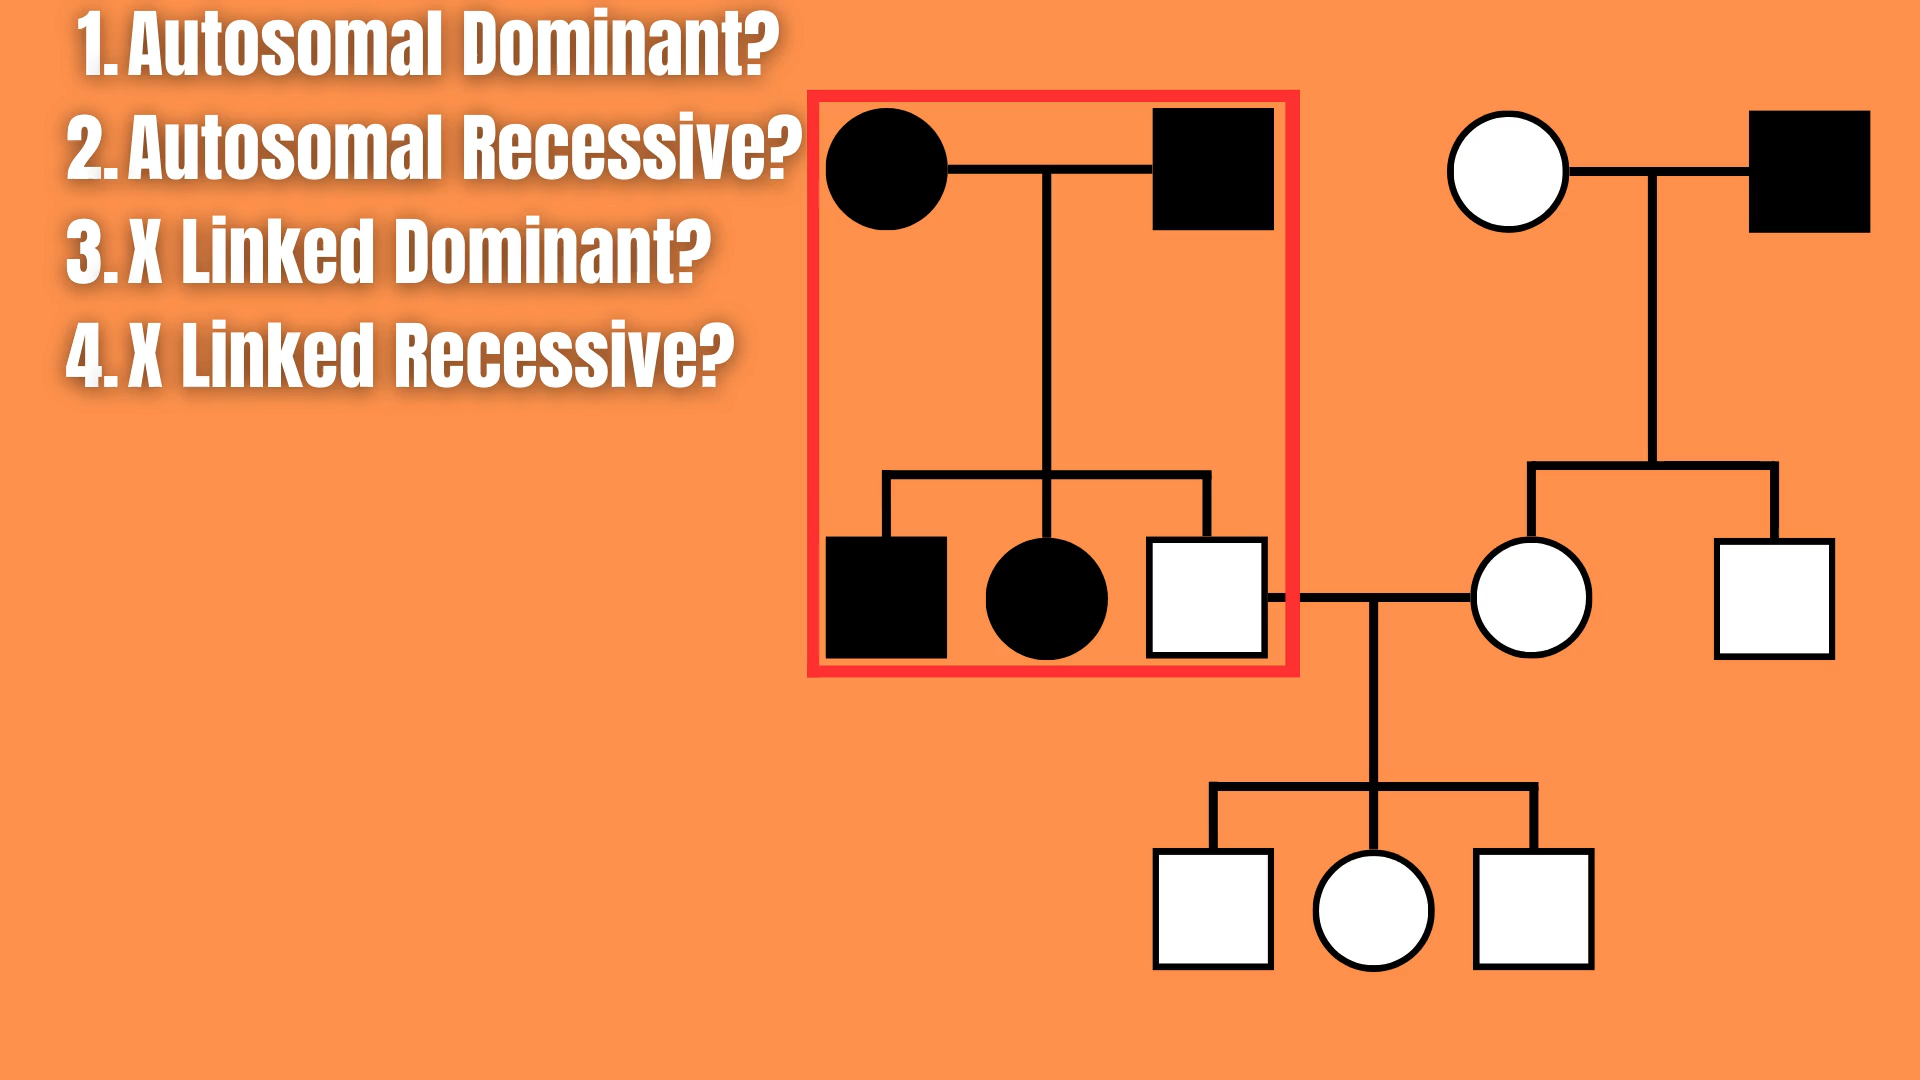 1. Autosomal Dominant?
2. Autosomal Recessive?
3. X Linked Dominant?
4. X Linked Recessive?